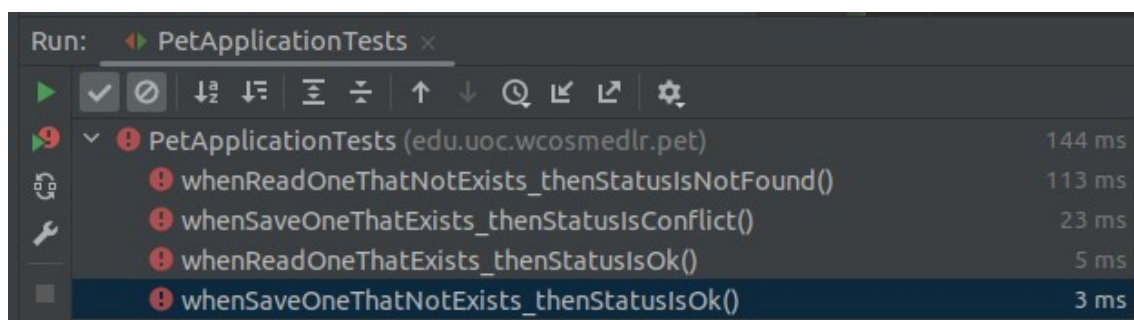 Run: PetApplicationTests ×
PetApplicationTests (edu.uoc.wcosmedlr.pet) 144 ms
whenReadOneThatNotExists_thenStatusIsNotFound() 113 ms
whenSaveOneThatExists_thenStatusIsConflict() 23 ms
whenReadOneThatExists_thenStatusIsOk() 5 ms
whenSaveOneThatNotExists_thenStatusIsOk() 3 ms